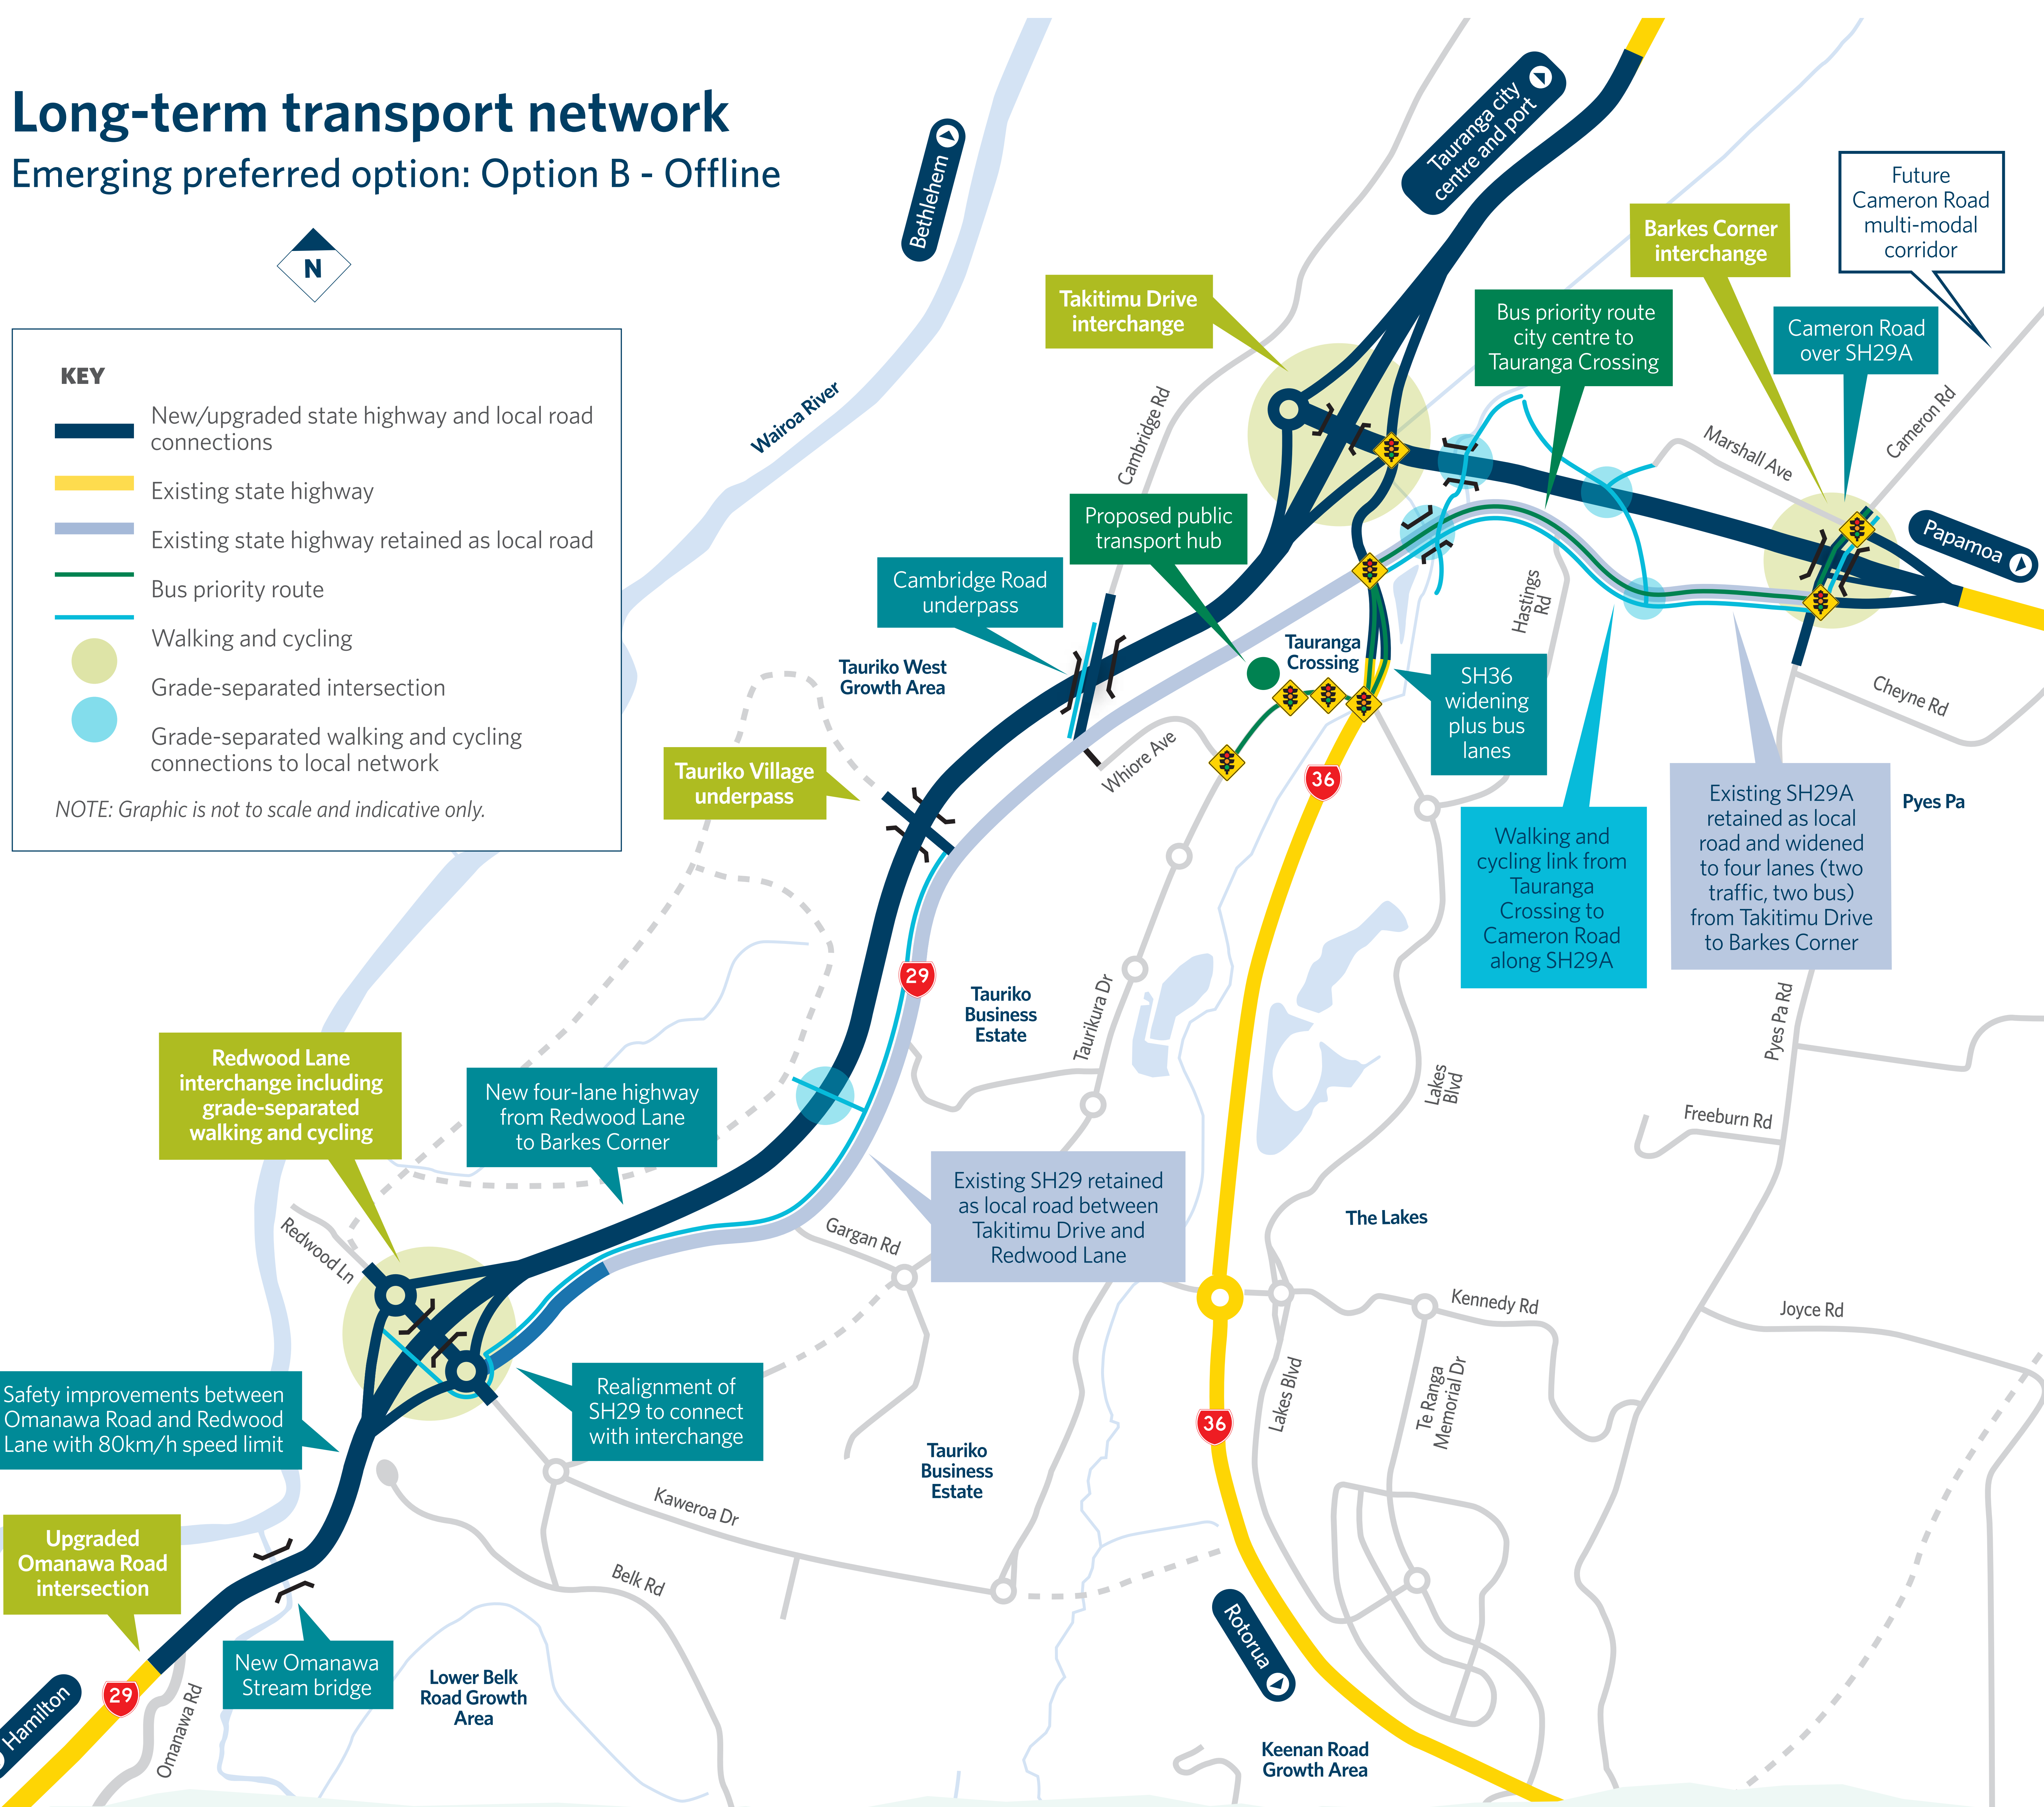 Long-term transport network
Emerging preferred option: Option B - Offline
N
KEY
New/upgraded state highway and local road
connections
Existing state highway
Existing state highway retained as local road
Bus priority route
Walking and cycling
Grade-separated intersection
Grade-separated walking and cycling
connections to local network
NOTE: Graphic is not to scale and indicative only.
Bethlehem
Wairoa River
Tauranga city
centre and port
Future
Cameron Road
multi-modal
corridor
Barkes Corner
interchange
Takitimu Drive
interchange
Bus priority route
city centre to
Tauranga Crossing
Cameron Road
over SH29A
Cambridge Rd
Marshall Ave
Cameron Rd
Papamoa
Proposed public
transport hub
Cambridge Road
underpass
Hastings
Rd
Tauranga
Crossing
Tauriko West
Growth Area
SH36
widening
plus bus
lanes
Cheyne Rd
Whiore Ave
Tauriko Village
underpass
36
Existing SH29A
retained as local
road and widened
to four lanes (two
traffic, two bus)
from Takitimu Drive
to Barkes Corner
Pyes Pa
Walking and
cycling link from
Tauranga
Crossing to
Cameron Road
along SH29A
29
Tauriko
Business
Estate
Taurikura Dr
Pyes Pa Rd
Redwood Lane
interchange including
grade-separated
walking and cycling
New four-lane highway
from Redwood Lane
to Barkes Corner
Lakes
Blvd
Freeburn Rd
Existing SH29 retained
as local road between
Takitimu Drive and
Redwood Lane
Redwood Ln
Gargan Rd
The Lakes
Kennedy Rd
Joyce Rd
Safety improvements between
Omanawa Road and Redwood
Lane with 80km/h speed limit
Realignment of
SH29 to connect
with interchange
36
Lakes Blvd
Te Ranga
Memorial Dr
Tauriko
Business
Estate
Kaweroa Dr
Upgraded
Omanawa Road
intersection
Belk Rd
Rotorua
New Omanawa
Stream bridge
Lower Belk
Road Growth
Area
29
Hamilton
Omanawa Rd
Keenan Road
Growth Area